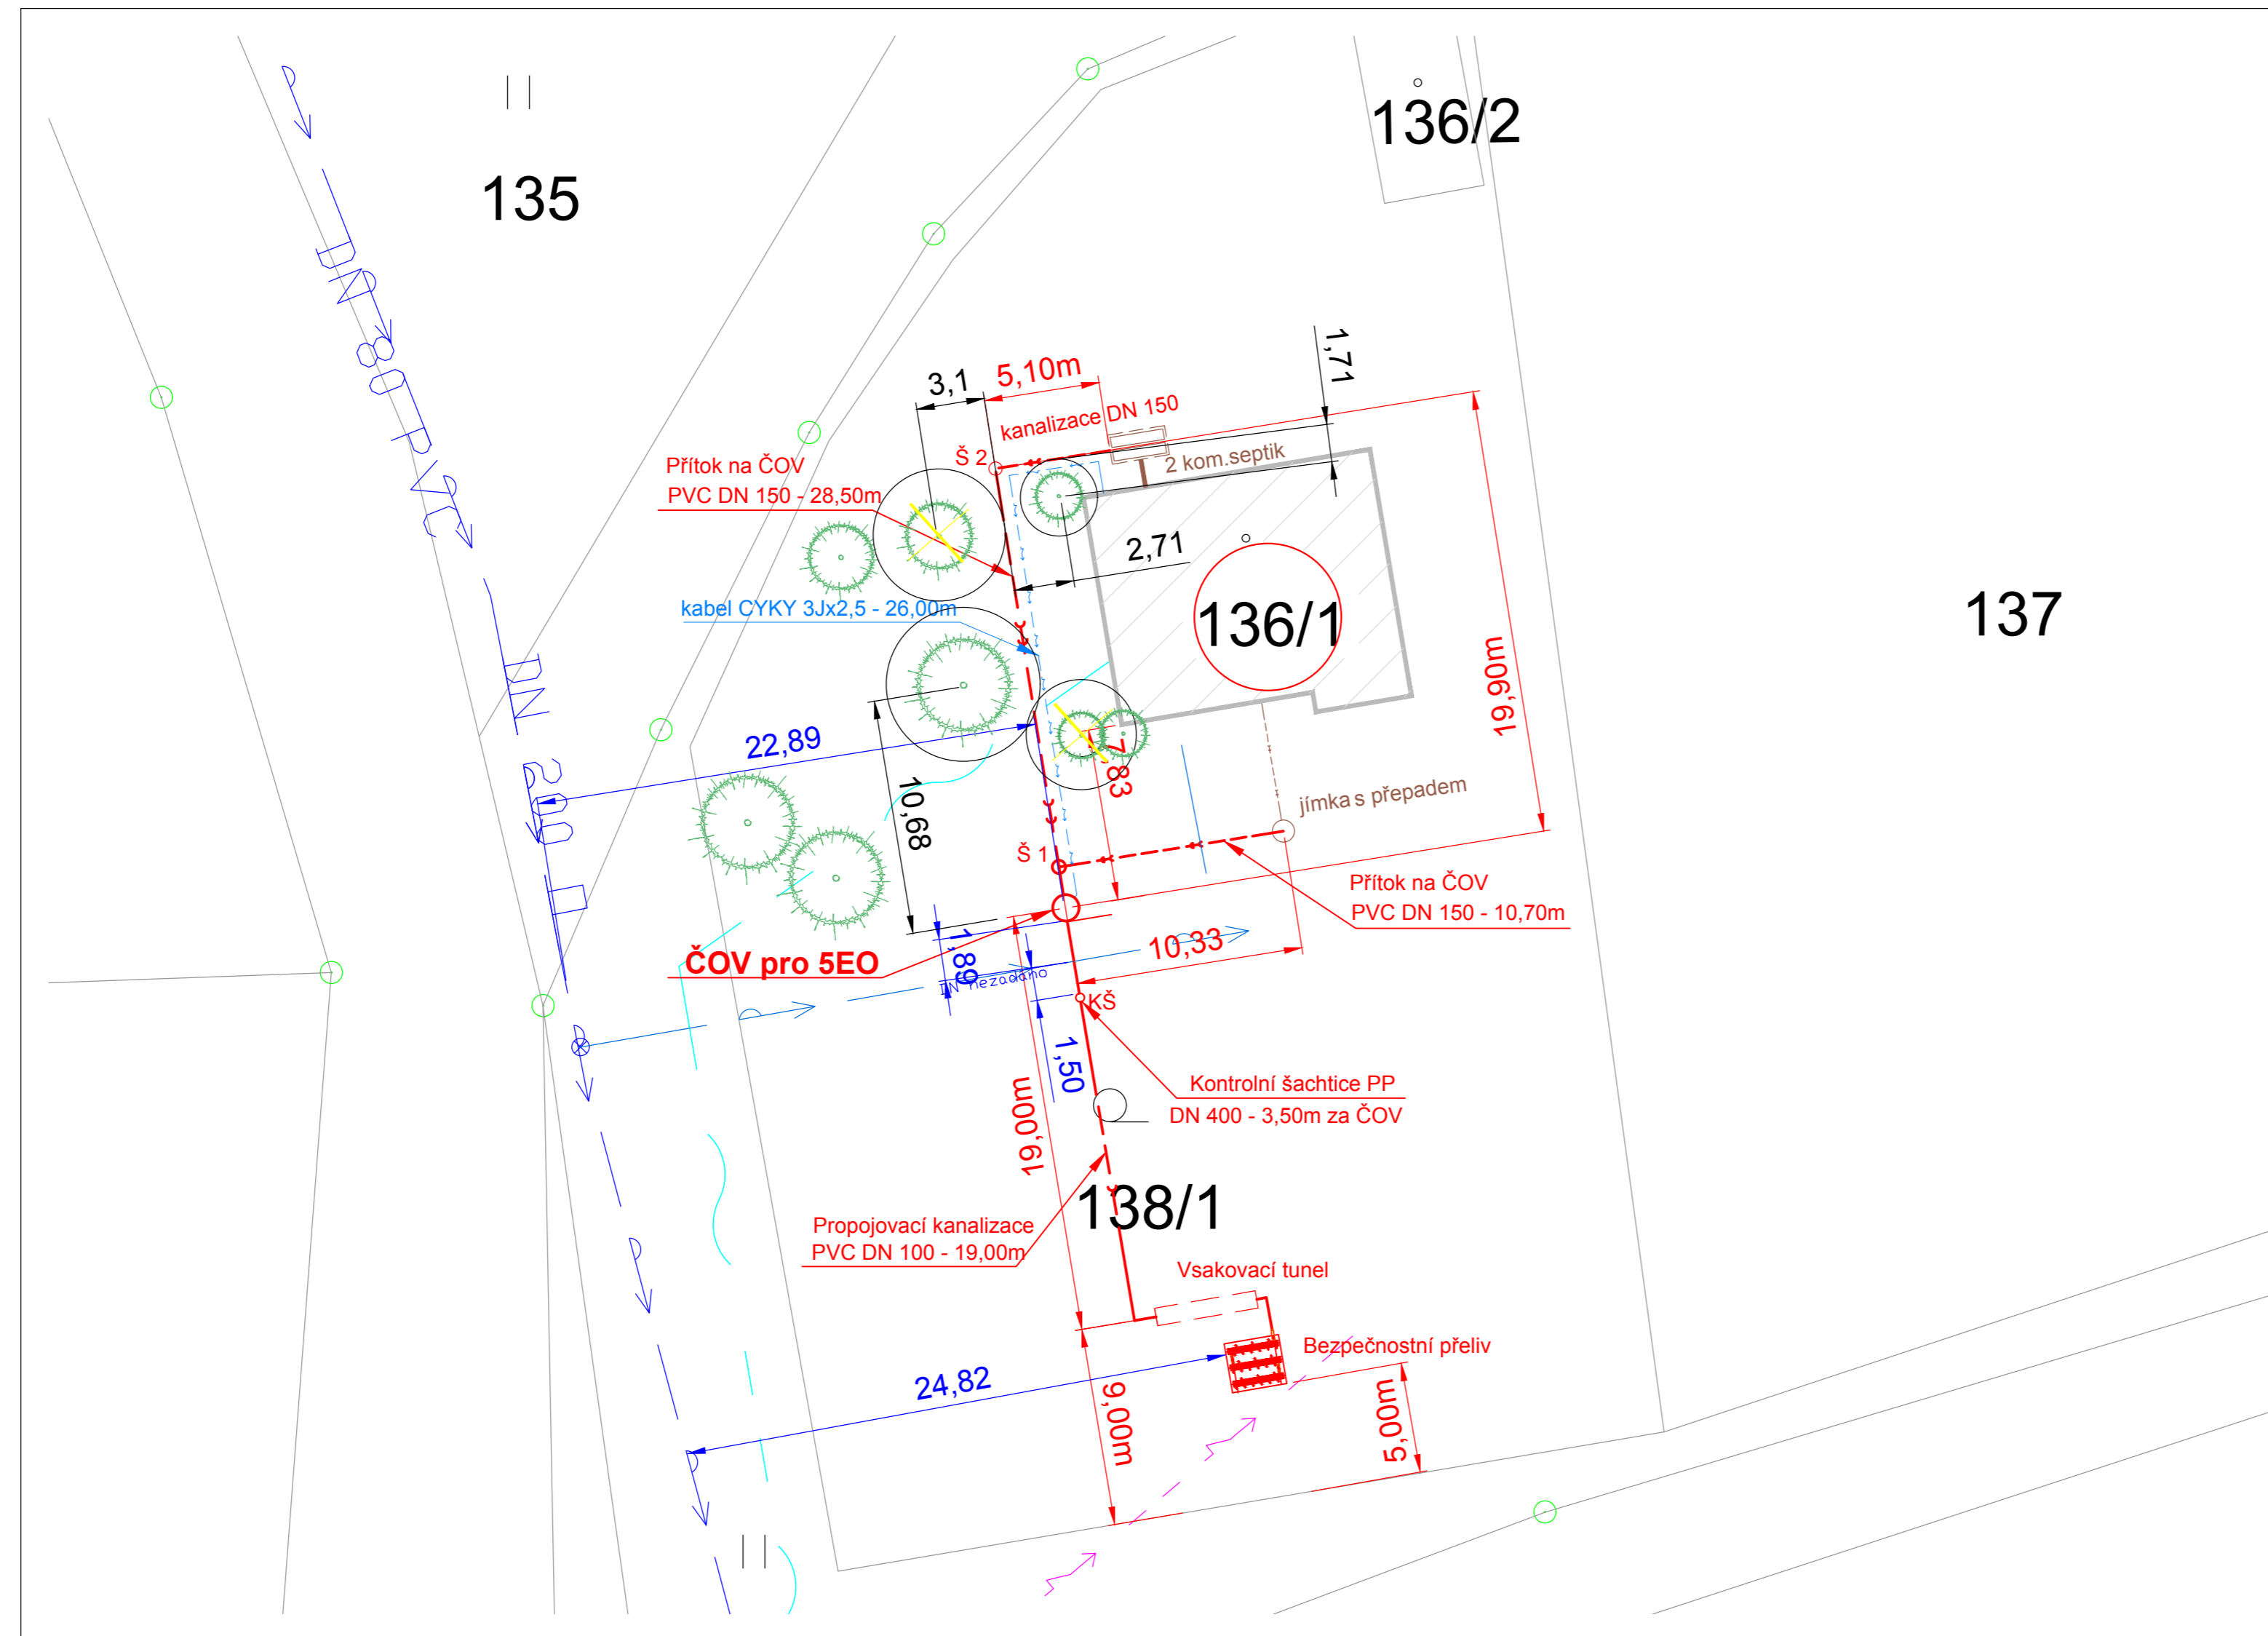 136/2
135
DN 80 PVC
1,71
5,10m
3,1
kanalizace DN 150
Š 2
2 kom.septik
Přítok na ČOV
PVC DN 150 - 28,50m
2,71
kabel CYKY 3Jx2,5 - 26,00m
136/1
137
19,90m
22,89
7,83
10,68
jímka s přepadem
Š 1
Přítok na ČOV
PVC DN 150 - 10,70m
ČOV pro 5EO
1,89
10,33
DN nezadáno
KŠ
1,50
Kontrolní šachtice PP
DN 400 - 3,50m za ČOV
19,00m
138/1
Propojovací kanalizace
PVC DN 100 - 19,00m
Vsakovací tunel
Bezpečnostní přeliv
24,82
9,00m
5,00m